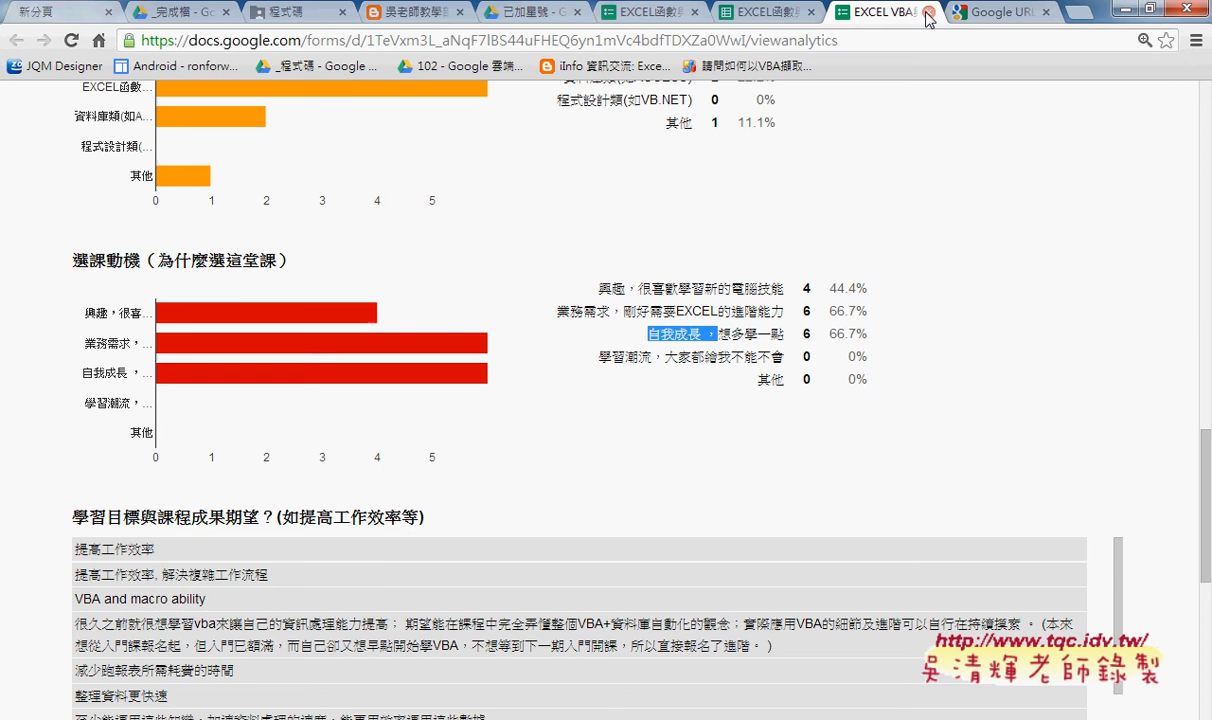 新分頁
_完成檔 - Gc
程式碼
吳老師教學
已加星號 - G
EXCEL函數
EXCEL函數
EXCEL VBA
Google URL
https://docs.google.com/forms/d/1TeVxm3L_aNqF7lBS44uFHEQ6yn1mVc4bdfTDXZa0WwI/viewanalytics
JQM Designer
Android - ronforw...
_程式碼 - Google ...
102 - Google 雲端...
iInfo 資訊交流: Exce...
請問如何以VBA擷取...
EXCEL函數...
資料庫類(如A...
程式設計類(...
其他
0 1 2 3 4 5
程式設計類(如VB.NET) 0 0%
其他 1 11.1%
選課動機（為什麼選這堂課）
興趣，很喜...
業務需求，...
自我成長 ，...
學習潮流，...
其他
0 1 2 3 4 5
興趣，很喜歡學習新的電腦技能 4 44.4%
業務需求，剛好需要EXCEL的進階能力 6 66.7%
自我成長 ，想多學一點 6 66.7%
學習潮流，大家都會我不能不會 0 0%
其他 0 0%
學習目標與課程成果期望？(如提高工作效率等)
提高工作效率
提高工作效率, 解決複雜工作流程
VBA and macro ability
很久之前就很想學習vba來讓自己的資訊處理能力提高； 期望能在課程中完全弄懂整個VBA+資料庫自動化的觀念；實際應用VBA的細節及進階可以自行在持續摸索 。 (本來
想從入門課報名起，但入門已額滿，而自己卻又想早點開始學VBA，不想等到下一期入門開課，所以直接報名了進階。 )
減少跑報表所需耗費的時間
整理資料更快速
http://www.tqc.idv.tw/
吳清輝老師錄製